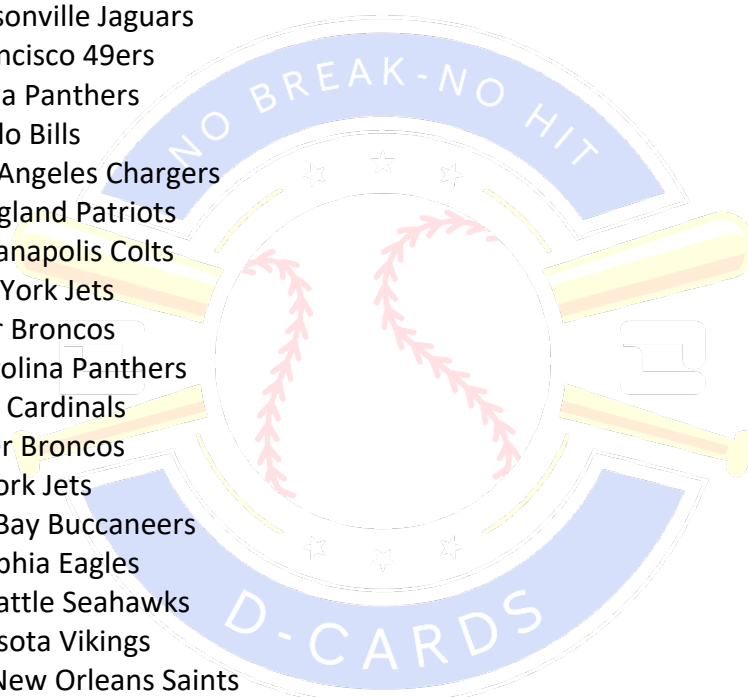 sonville Jaguars
ncisco 49ers
a Panthers
lo Bills
Angeles Chargers
gland Patriots
anapolis Colts
York Jets
r Broncos
olina Panthers
Cardinals
er Broncos
ork Jets
Bay Buccaneers
phia Eagles
attle Seahawks
sota Vikings
New Orleans Saints
NO BREAK-NO HIT
D-CARDS